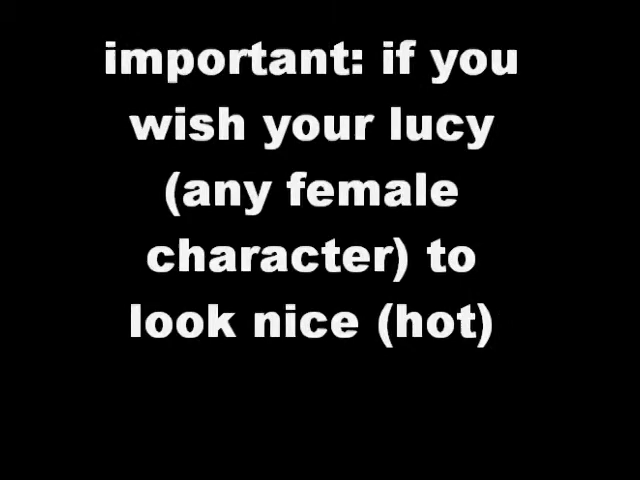 important: if you
wish your lucy
(any female
character) to
look nice (hot)